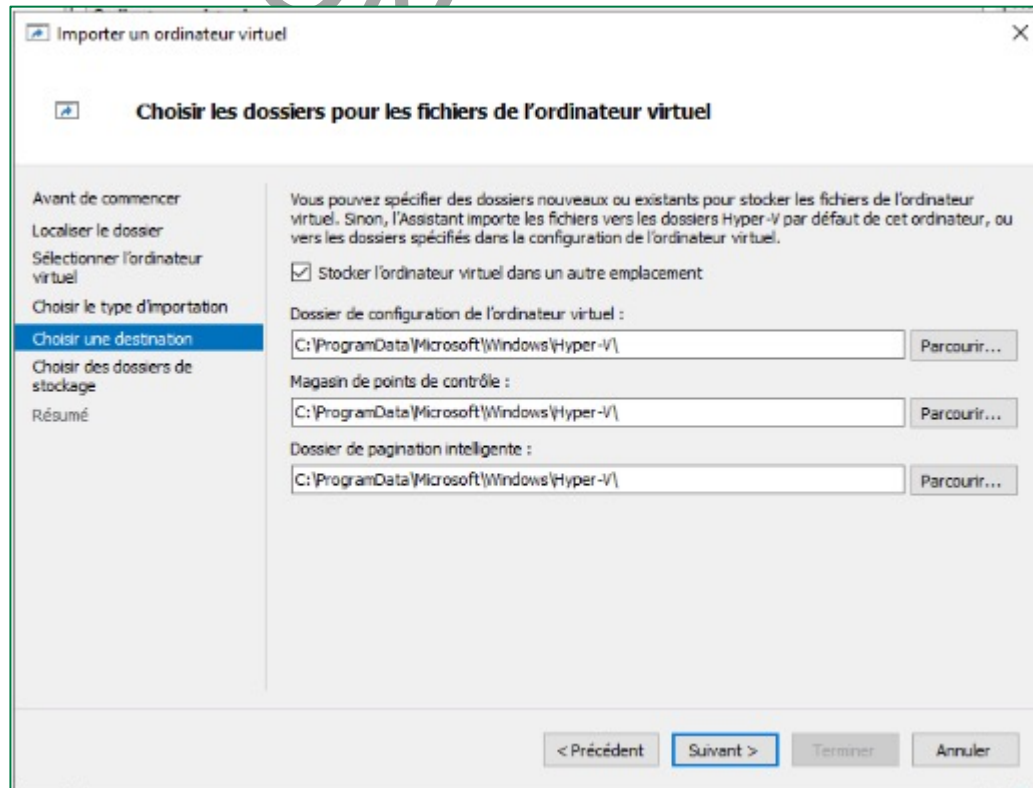 Importer un ordinateur virtuel
Choisir les dossiers pour les fichiers de l'ordinateur virtuel
Avant de commencer
Localiser le dossier
Sélectionner l'ordinateur
virtuel
Choisir le type d'importation
Choisir une destination
Choisir des dossiers de
stockage
Résumé
Vous pouvez spécifier des dossiers nouveaux ou existants pour stocker les fichiers de l'ordinateur
virtuel. Sinon, l'Assistant importe les fichiers vers les dossiers Hyper-V par défaut de cet ordinateur, ou
vers les dossiers spécifiés dans la configuration de l'ordinateur virtuel.
Stocker l'ordinateur virtuel dans un autre emplacement
Dossier de configuration de l'ordinateur virtuel :
C:\ProgramData\Microsoft\Windows\Hyper-V\
Parcourir...
Magasin de points de contrôle :
C:\ProgramData\Microsoft\Windows\Hyper-V\
Parcourir...
Dossier de pagination intelligente :
C:\ProgramData\Microsoft\Windows\Hyper-V\
Parcourir...
< Précédent
Suivant >
Terminer
Annuler